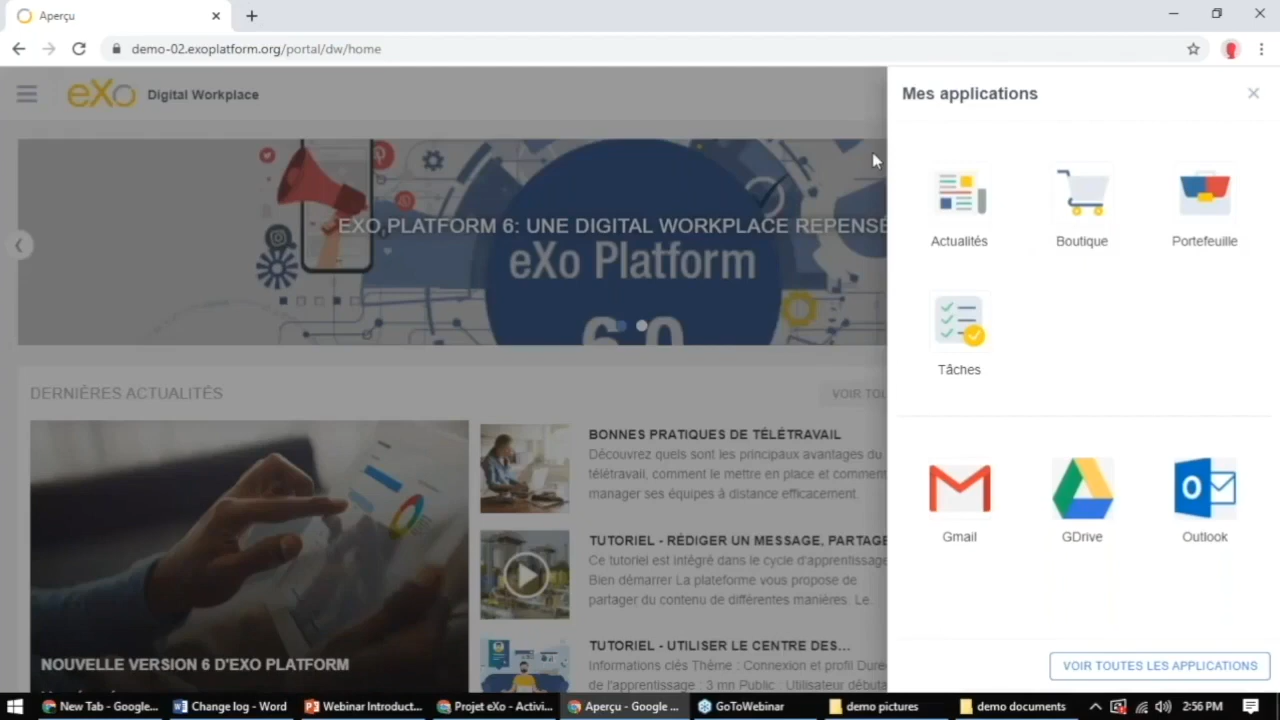 Aperçu
demo-02.exoplatform.org/portal/dw/home
eXo Digital Workplace
EXO PLATFORM 6: UNE DIGITAL WORKPLACE REPENSÉ
eXo Platform
6.0
DERNIÈRES ACTUALITÉS
VOIR TOU
NOUVELLE VERSION 6 D'EXO PLATFORM
BONNES PRATIQUES DE TÉLÉTRAVAIL
Découvrez quels sont les principaux avantages du
télétravail, comment le mettre en place et comment
manager ses équipes à distance efficacement.
TUTORIEL - RÉDIGER UN MESSAGE, PARTAGE
Ce tutoriel est intégré dans le cycle d'apprentissage
Bien démarrer La plateforme vous propose de
partager du contenu de différentes manières. Le.
TUTORIEL - UTILISER LE CENTRE DES...
Informations clés Thème : Connexion et profil Duré
de l'apprentissage : 3 mn Public : Utilisateur débuta
Mes applications
Actualités
Boutique
Portefeuille
Tâches
Gmail
GDrive
Outlook
VOIR TOUTES LES APPLICATIONS
New Tab - Google...
Change log - Word
Webinar Introduct...
Projet eXo - Activi...
Aperçu - Google ...
GoToWebinar
demo pictures
demo documents
2:56 PM